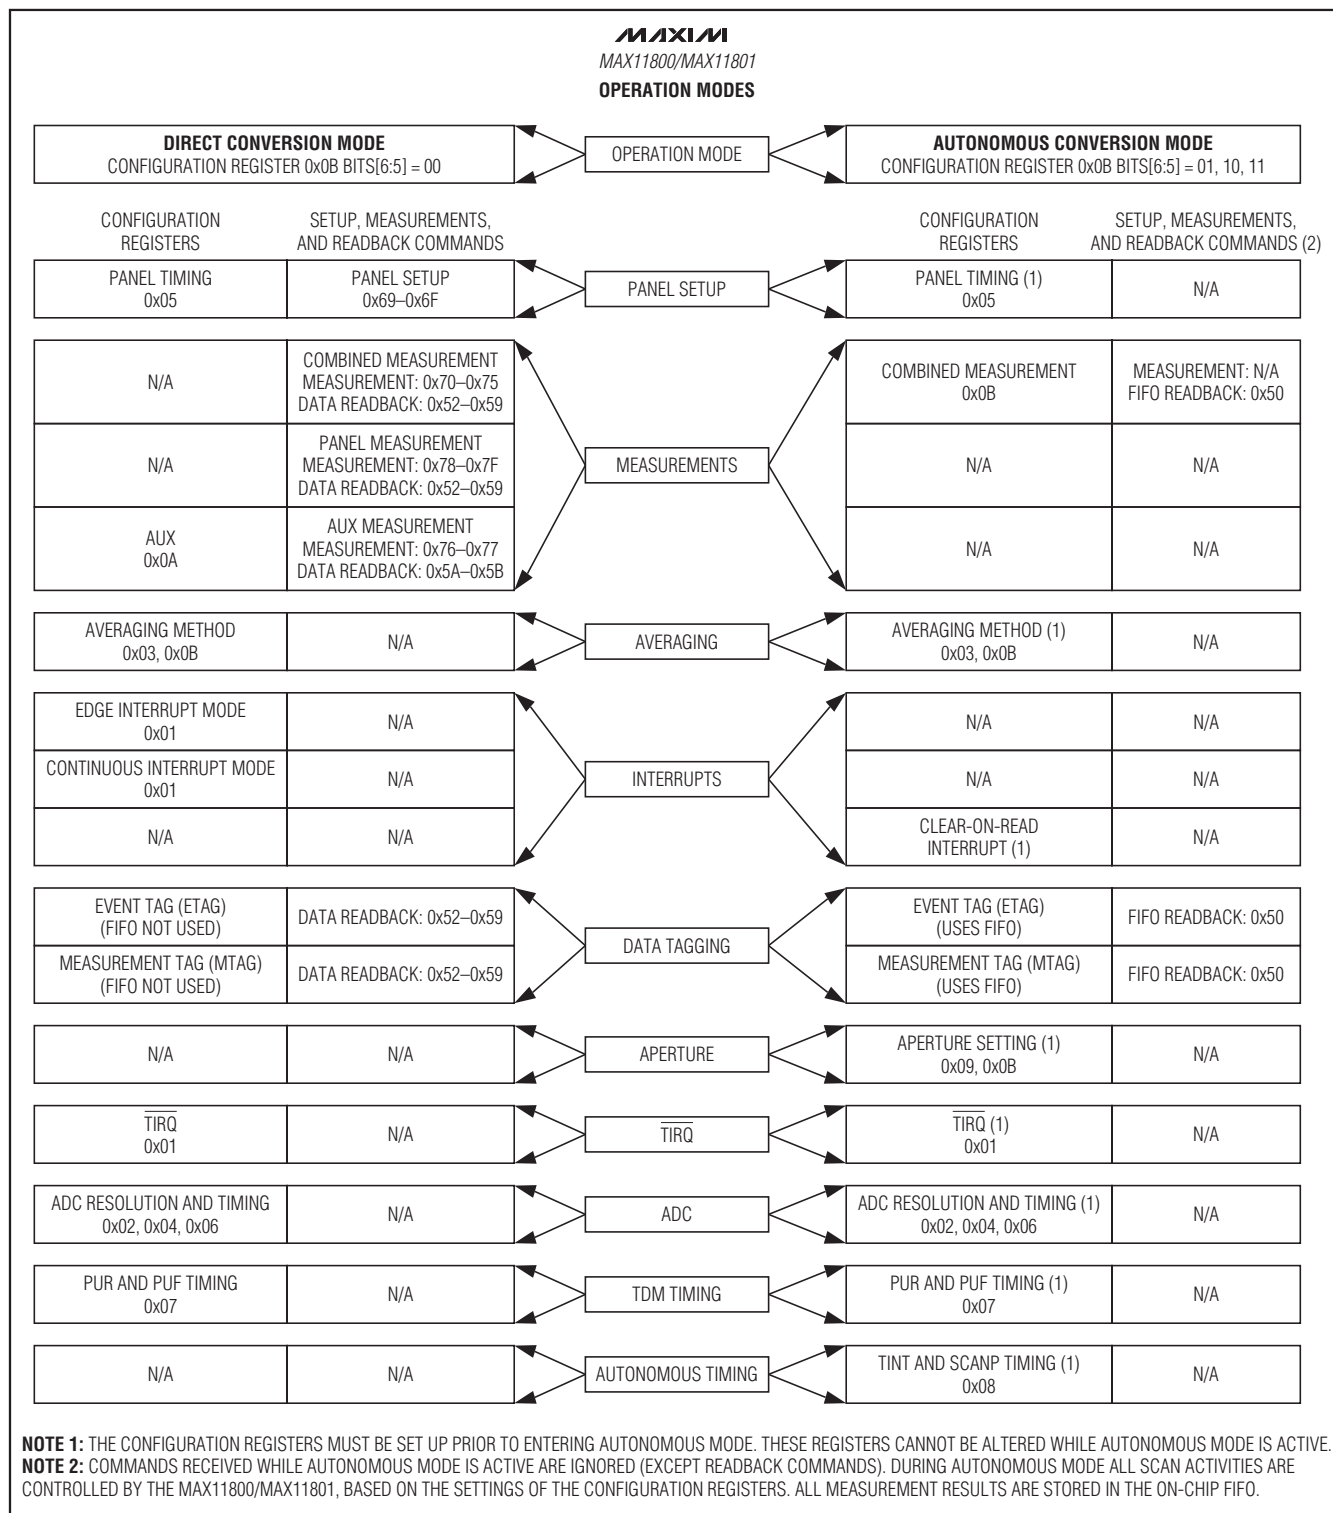 MAXIM
MAX11800/MAX11801
OPERATION MODES
DIRECT CONVERSION MODE
CONFIGURATION REGISTER 0x0B BITS[6:5] = 00
OPERATION MODE
AUTONOMOUS CONVERSION MODE
CONFIGURATION REGISTER 0x0B BITS[6:5] = 01, 10, 11
CONFIGURATION
REGISTERS
SETUP, MEASUREMENTS,
AND READBACK COMMANDS
CONFIGURATION
REGISTERS
SETUP, MEASUREMENTS,
AND READBACK COMMANDS (2)
PANEL TIMING
0x05
PANEL SETUP
0x69–0x6F
PANEL SETUP
PANEL TIMING (1)
0x05
N/A
N/A
COMBINED MEASUREMENT
MEASUREMENT: 0x70–0x75
DATA READBACK: 0x52–0x59
COMBINED MEASUREMENT
0x0B
MEASUREMENT: N/A
FIFO READBACK: 0x50
N/A
PANEL MEASUREMENT
MEASUREMENT: 0x78–0x7F
DATA READBACK: 0x52–0x59
MEASUREMENTS
N/A
N/A
AUX
0x0A
AUX MEASUREMENT
MEASUREMENT: 0x76–0x77
DATA READBACK: 0x5A–0x5B
N/A
N/A
AVERAGING METHOD
0x03, 0x0B
N/A
AVERAGING
AVERAGING METHOD (1)
0x03, 0x0B
N/A
EDGE INTERRUPT MODE
0x01
N/A
N/A
N/A
CONTINUOUS INTERRUPT MODE
0x01
N/A
INTERRUPTS
N/A
N/A
N/A
N/A
CLEAR-ON-READ
INTERRUPT (1)
N/A
EVENT TAG (ETAG)
(FIFO NOT USED)
DATA READBACK: 0x52–0x59
DATA TAGGING
EVENT TAG (ETAG)
(USES FIFO)
FIFO READBACK: 0x50
MEASUREMENT TAG (MTAG)
(FIFO NOT USED)
DATA READBACK: 0x52–0x59
MEASUREMENT TAG (MTAG)
(USES FIFO)
FIFO READBACK: 0x50
N/A
N/A
APERTURE
APERTURE SETTING (1)
0x09, 0x0B
N/A
TIRQ
0x01
N/A
TIRQ
TIRQ (1)
0x01
N/A
ADC RESOLUTION AND TIMING
0x02, 0x04, 0x06
N/A
ADC
ADC RESOLUTION AND TIMING (1)
0x02, 0x04, 0x06
N/A
PUR AND PUF TIMING
0x07
N/A
TDM TIMING
PUR AND PUF TIMING (1)
0x07
N/A
N/A
N/A
AUTONOMOUS TIMING
TINT AND SCANP TIMING (1)
0x08
N/A
NOTE 1: THE CONFIGURATION REGISTERS MUST BE SET UP PRIOR TO ENTERING AUTONOMOUS MODE. THESE REGISTERS CANNOT BE ALTERED WHILE AUTONOMOUS MODE IS ACTIVE.
NOTE 2: COMMANDS RECEIVED WHILE AUTONOMOUS MODE IS ACTIVE ARE IGNORED (EXCEPT READBACK COMMANDS). DURING AUTONOMOUS MODE ALL SCAN ACTIVITIES ARE
CONTROLLED BY THE MAX11800/MAX11801, BASED ON THE SETTINGS OF THE CONFIGURATION REGISTERS. ALL MEASUREMENT RESULTS ARE STORED IN THE ON-CHIP FIFO.